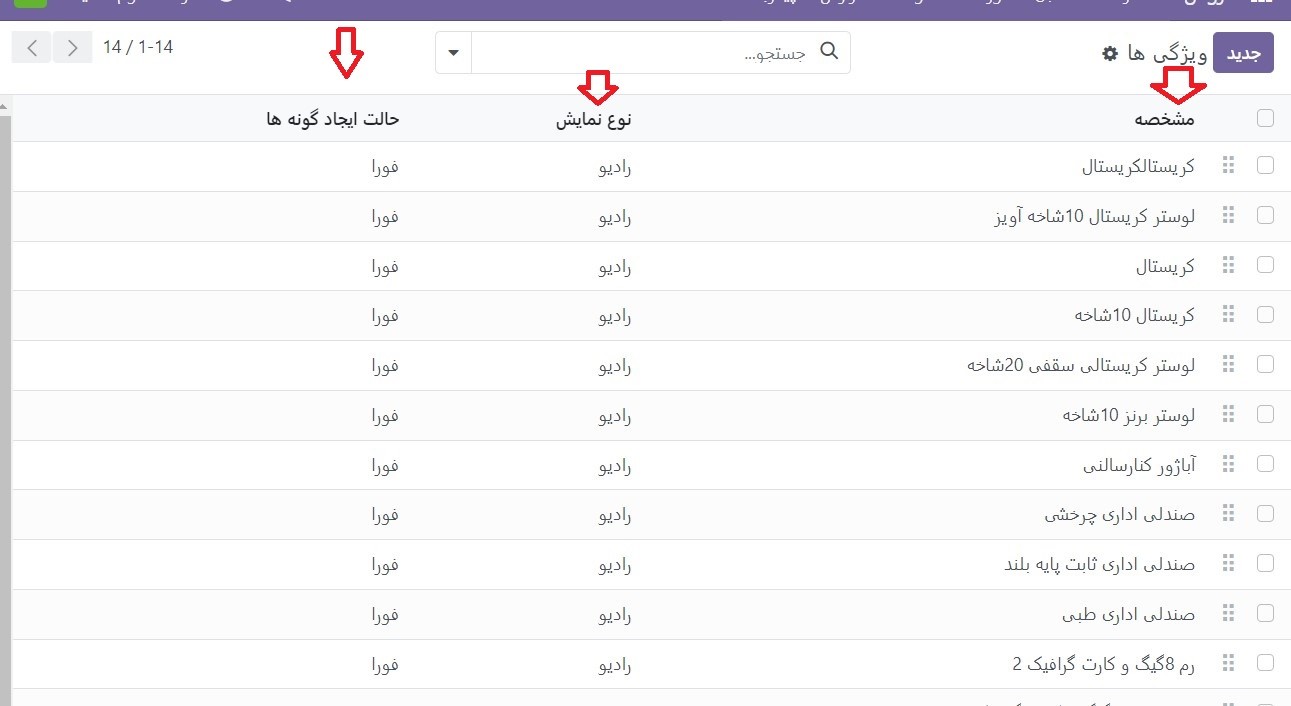 جدید ویژگی ها جستجو... 1-14 / 14
مشخصه نوع نمایش حالت ایجاد گونه ها
کریستالکریستال رادیو فورا
لوستر کریستال 10شاخه آویز رادیو فورا
کریستال رادیو فورا
کریستال 10شاخه رادیو فورا
لوستر کریستالی سقفی 20شاخه رادیو فورا
لوستر برنز 10شاخه رادیو فورا
آباژور کنارسالنی رادیو فورا
صندلی اداری چرخشی رادیو فورا
صندلی اداری ثابت پایه بلند رادیو فورا
صندلی اداری طبی رادیو فورا
رم 8گیگ و کارت گرافیک 2 رادیو فورا